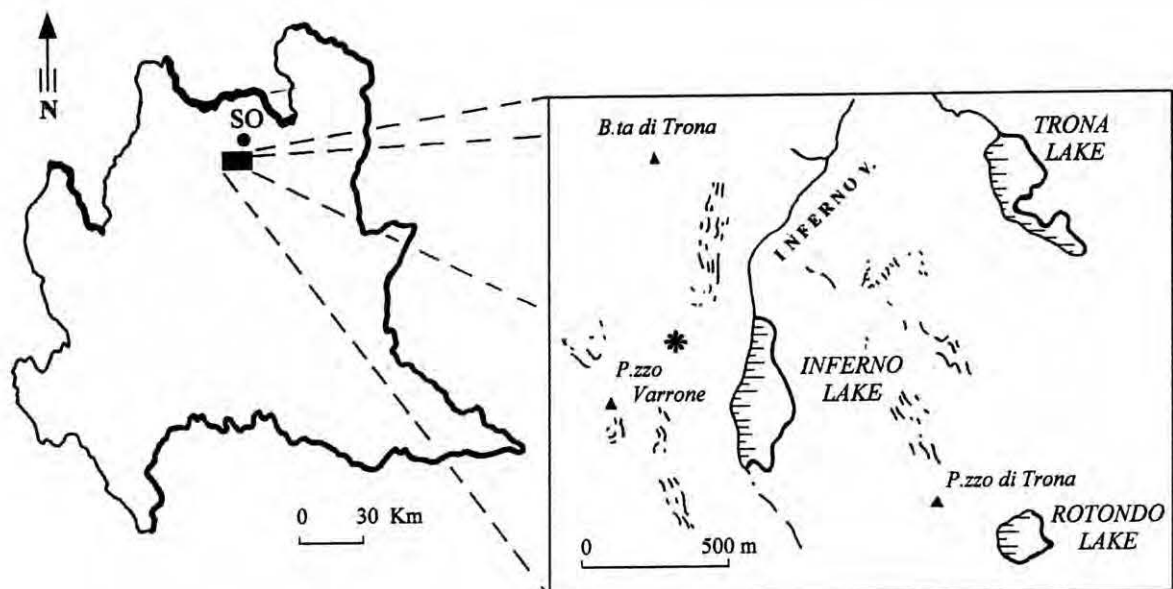 N
SO
0 30 Km
B.ta di Trona
TRONA
LAKE
INFERNO V.
P.zzo
Varrone
INFERNO
LAKE
P.zzo di Trona
ROTONDO
LAKE
0 500 m